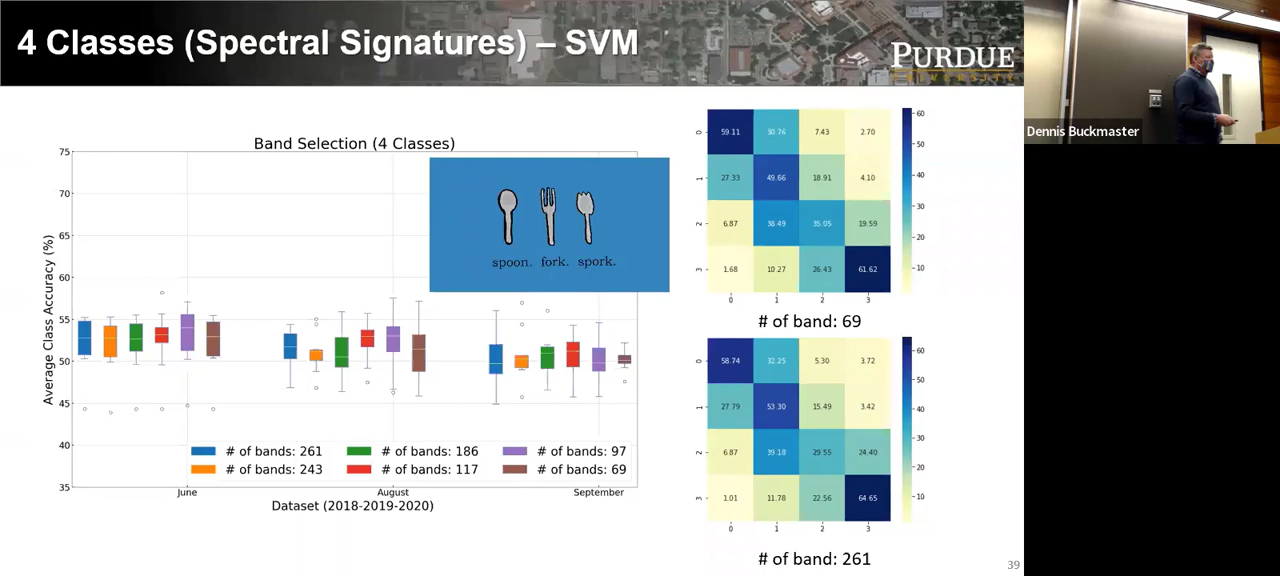 4 Classes (Spectral Signatures) – SVM
PURDUE
UNIVERSITY
Dennis Buckmaster
Band Selection (4 Classes)
75
70
65
60
55
50
45
40
35
Average Class Accuracy (%)
spoon. fork. spork.
# of bands: 261 # of bands: 186 # of bands: 97
# of bands: 243 # of bands: 117 # of bands: 69
June August September
Dataset (2018-2019-2020)
0 59.11 30.76 7.43 2.70
1 27.33 49.66 18.91 4.10
2 6.87 38.49 35.05 19.59
3 1.68 10.27 26.43 61.62
0 1 2 3
60
50
40
30
20
10
# of band: 69
0 58.74 32.25 5.30 3.72
1 27.79 53.30 15.49 3.42
2 6.87 39.18 29.55 24.40
3 1.01 11.78 22.56 64.65
0 1 2 3
60
50
40
30
20
10
# of band: 261
39